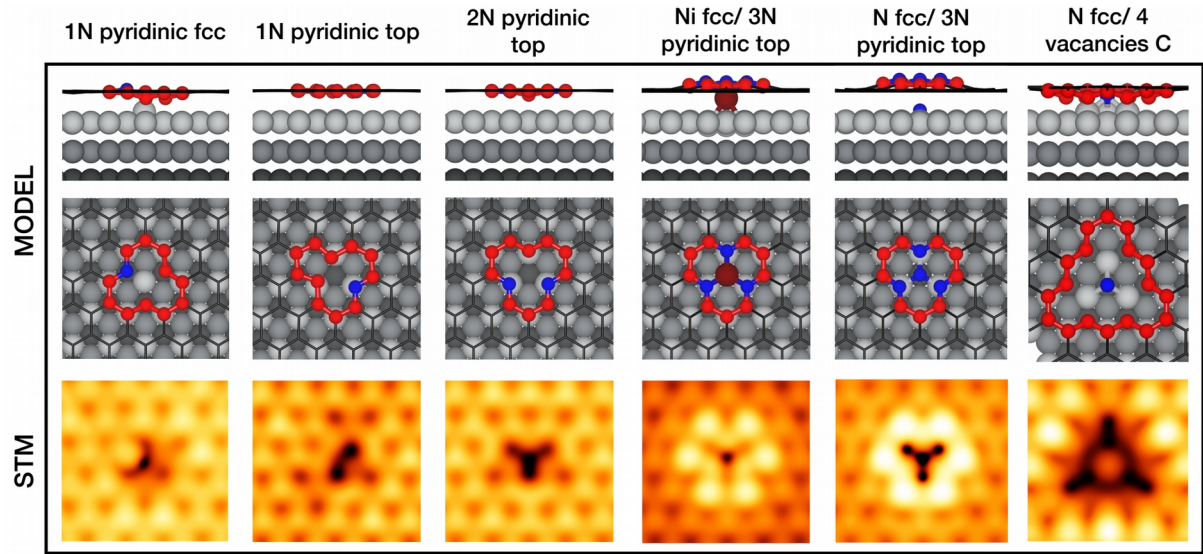 1N pyridinic fcc
1N pyridinic top
2N pyridinic
top
Ni fcc/ 3N
pyridinic top
N fcc/ 3N
pyridinic top
N fcc/ 4
vacancies C
MODEL
STM